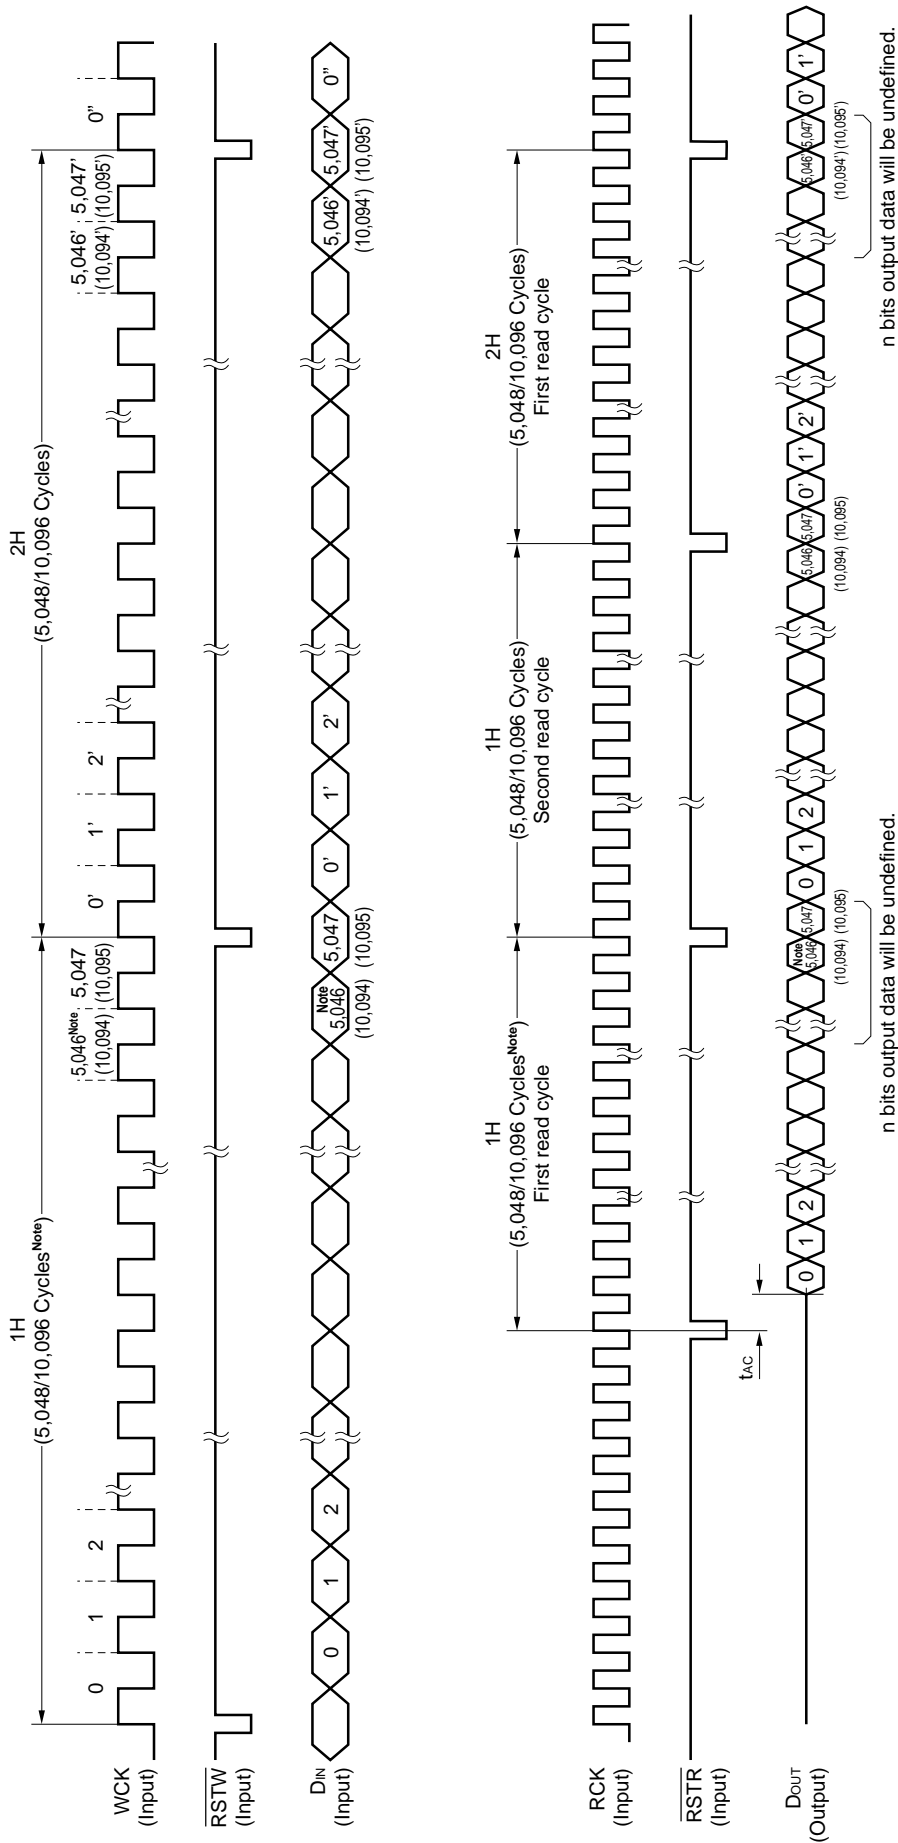 1H
(5,048/10,096 Cycles^Note)
2H
(5,048/10,096 Cycles)
0 1 2 5,046^Note 5,047 0' 1' 2' 5,046' 5,047' 0"
(10,094) (10,095) (10,094') (10,095')
WCK
(Input)
RSTW
(Input)
DIN
(Input)
0 1 2 Note 5,046 5,047 0' 1' 2' 5,046' 5,047' 0"
(10,094) (10,095) (10,094') (10,095')
1H
(5,048/10,096 Cycles^Note)
First read cycle
1H
(5,048/10,096 Cycles)
Second read cycle
2H
(5,048/10,096 Cycles)
First read cycle
RCK
(Input)
RSTR
(Input)
tAC
DOUT
(Output)
0 1 2 Note 5,046 5,047 0 1 2 5,046 5,047 0' 1' 2' 5,046' 5,047' 0' 1'
(10,094) (10,095) (10,094) (10,095) (10,094') (10,095')
n bits output data will be undefined.
n bits output data will be undefined.